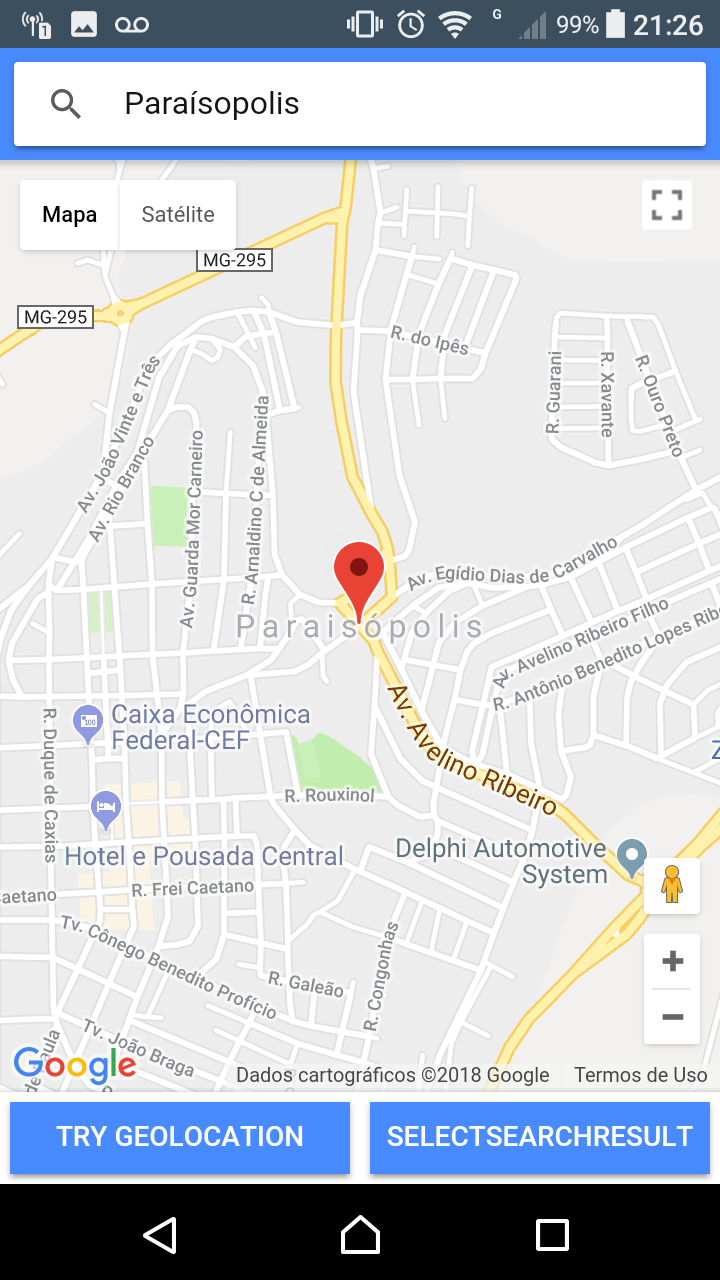 1
G
99%
21:26
Paraísopolis
Mapa
Satélite
MG-295
MG-295
R. do Ipês
R. Guarani
R. Xavante
R. Ouro Preto
Av. João Vinte e Três
Av. Rio Branco
Av. Guarda Mor Carneiro
R. Arnaldino C de Almeida
Av. Egídio Dias de Carvalho
Paraisópolis
Av. Avelino Ribeiro Filho
R. Antônio Benedito Lopes Rib
Av. Avelino Ribeiro
R. Duque de Caxias
100
Caixa Econômica
Federal-CEF
Z
R. Rouxinol
Hotel e Pousada Central
Delphi Automotive
System
aetano
R. Frei Caetano
Tv. Cônego Benedito Profício
R. Galeão
R. Congonhas
Tv. João Braga
de Paula
Google
Dados cartográficos ©2018 Google
Termos de Uso
TRY GEOLOCATION
SELECTSEARCHRESULT